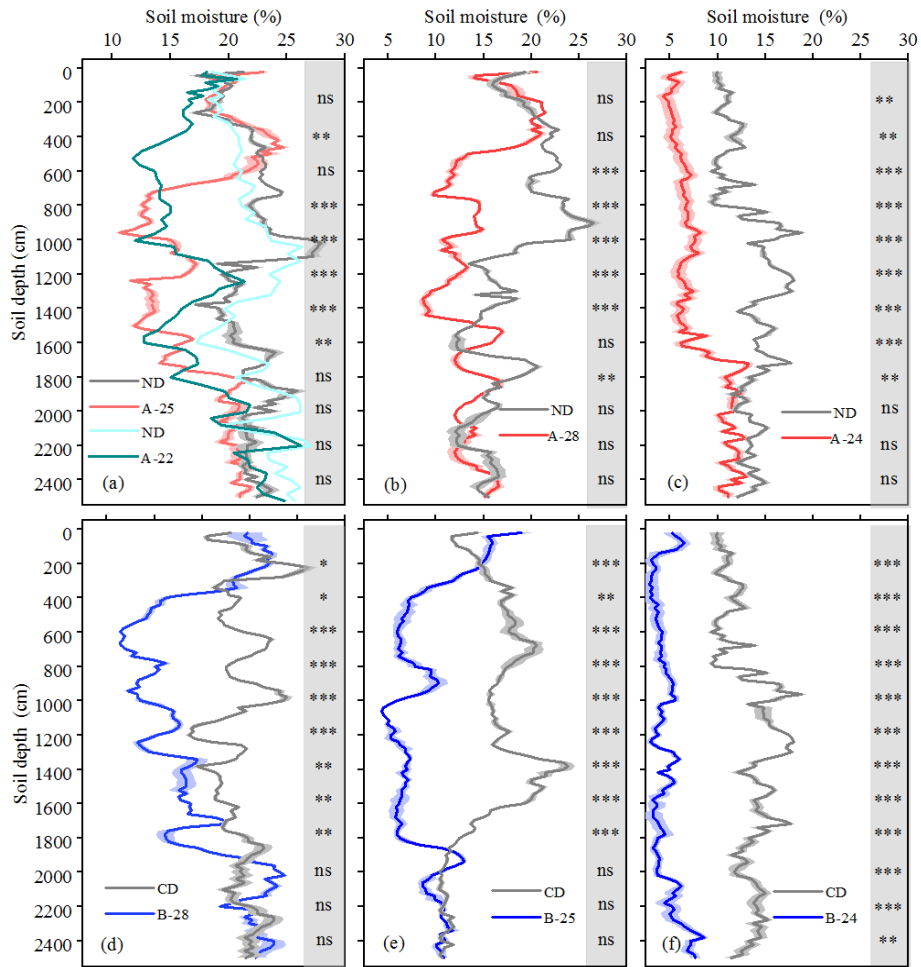 Soil moisture (%)
Soil moisture (%)
Soil moisture (%)
10 15 20 25 30
5 10 15 20 25 30
5 10 15 20 25 30
Soil depth (cm)
0
200
400
600
800
1000
1200
1400
1600
1800
2000
2200
2400
ns
**
ns
***
***
***
***
**
ns
ns
ns
ns
ND
A-25
ND
A-22
(a)
ns
ns
***
***
***
***
**
ns
**
ns
ns
ns
ND
A-28
(b)
**
**
***
***
***
***
***
***
**
ns
ns
ns
ND
A-24
(c)
Soil depth (cm)
0
200
400
600
800
1000
1200
1400
1600
1800
2000
2200
2400
*
*
***
***
***
***
**
**
**
ns
ns
ns
CD
B-28
(d)
***
**
***
***
***
***
***
***
***
ns
ns
ns
CD
B-25
(e)
***
***
***
***
***
***
***
***
***
***
***
**
CD
B-24
(f)